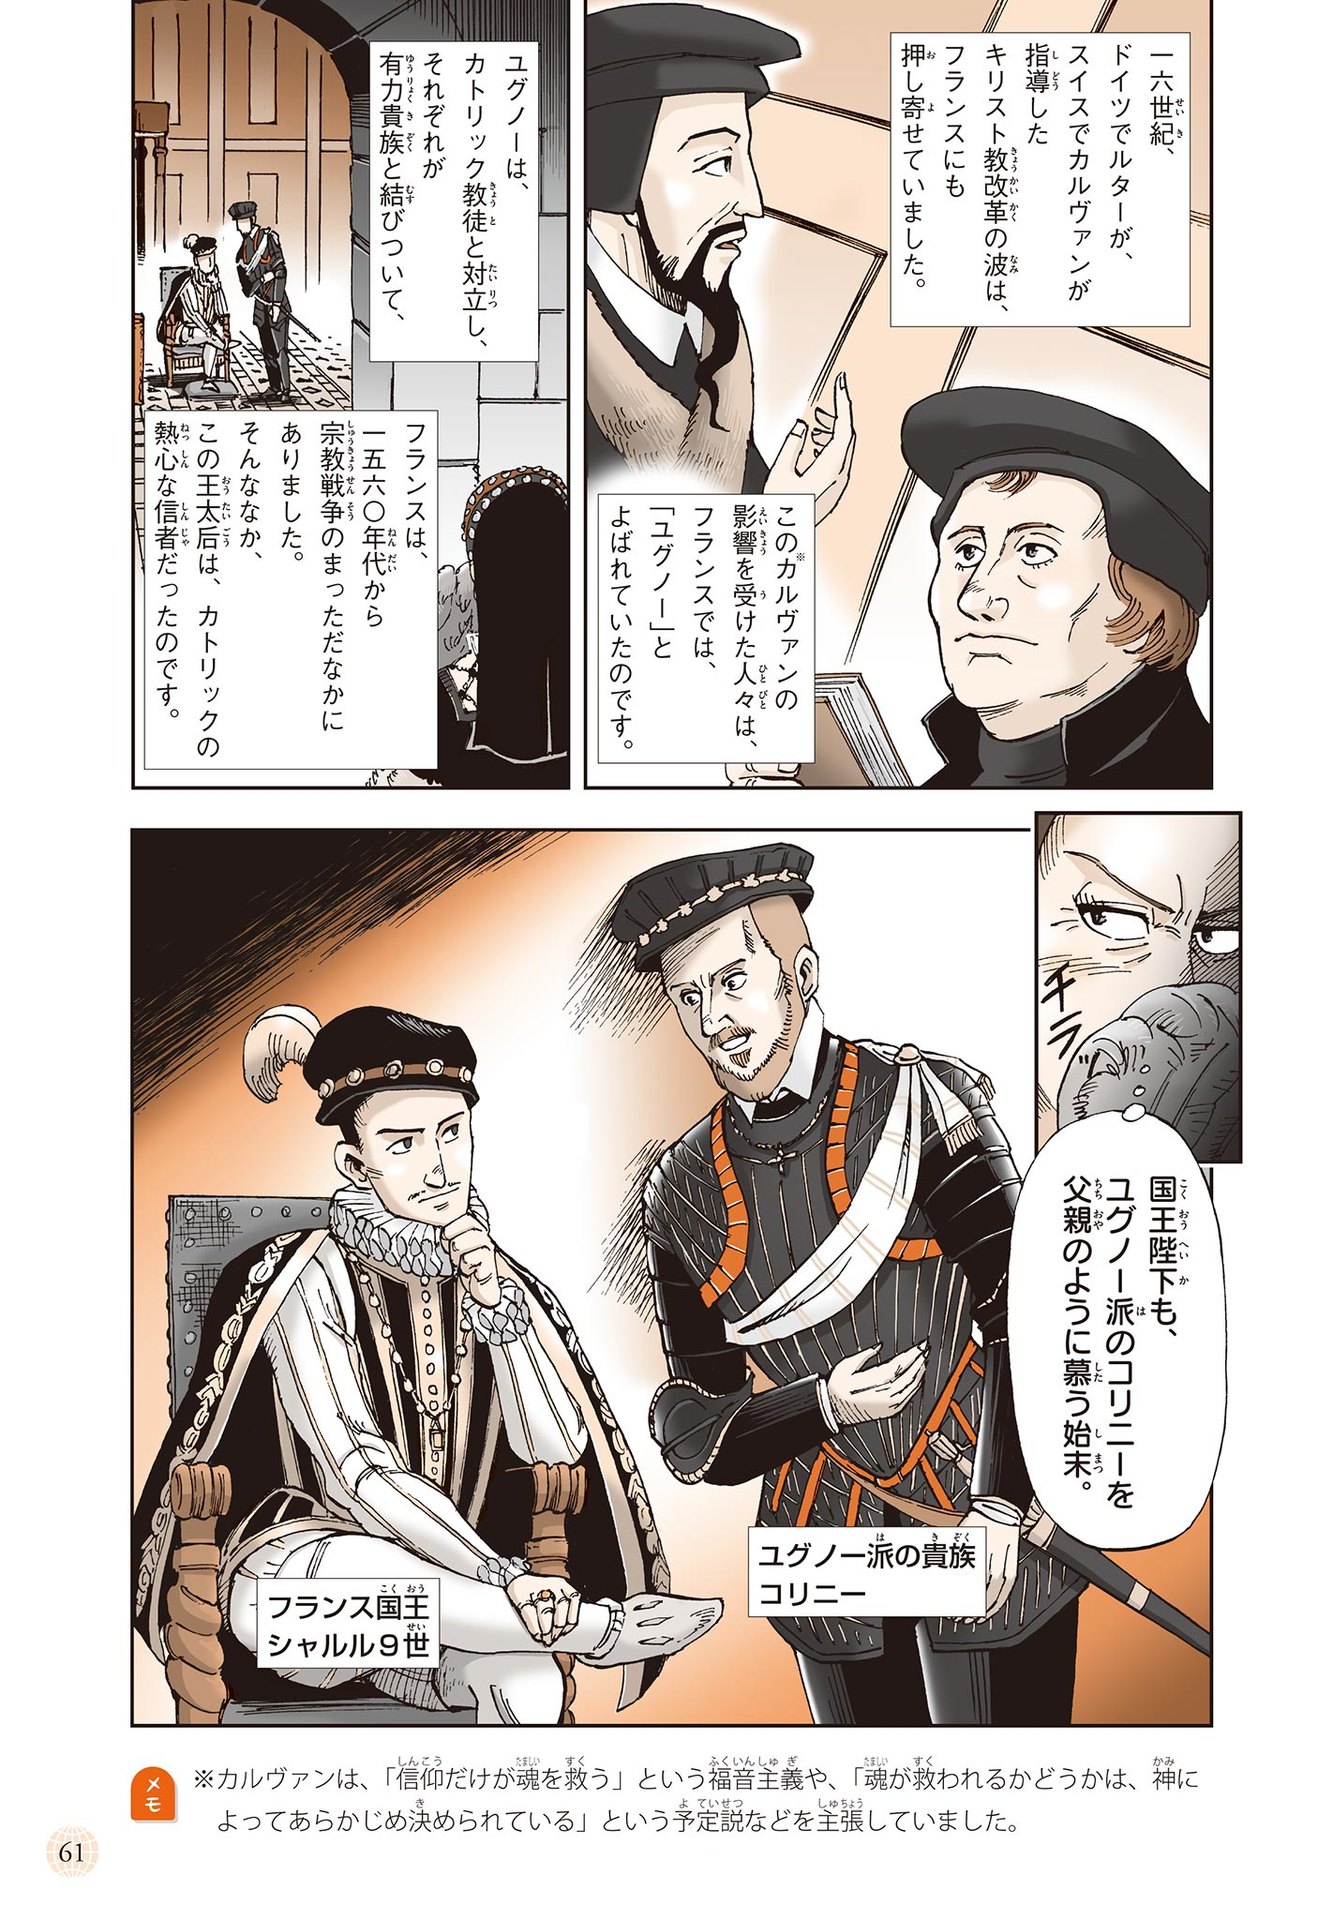 一六世紀、
ドイツでルターが、
スイスでカルヴァンが
指導した
キリスト教改革の波は、
フランスにも
押し寄せていました。
この※カルヴァンの
影響を受けた人々は、
フランスでは、
「ユグノー」と
よばれていたのです。
ユグノーは、
カトリック教徒と対立し、
それぞれが
有力貴族と結びついて、
フランスは、
一五六〇年代から
宗教戦争のまっただなかに
ありました。
そんななか、
この王太后は、カトリックの
熱心な信者だったのです。
チラ
国王陛下も、
ユグノー派のコリニーを
父親のように慕う始末。
ユグノー派の貴族
コリニー
フランス国王
シャルル9世
メモ
※カルヴァンは、「信仰だけが魂を救う」という福音主義や、「魂が救われるかどうかは、神に
よってあらかじめ決められている」という予定説などを主張していました。
61